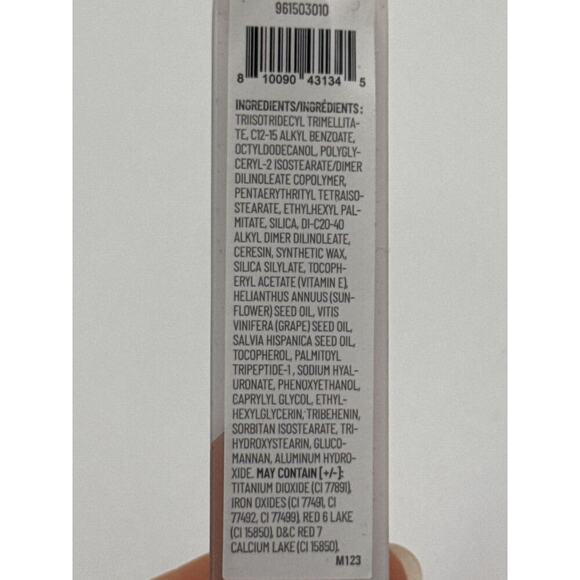 961503010
8 10090 43134 5
INGREDIENTS/INGRÉDIENTS:
TRIISOTRIDECYL TRIMELLITA-
TE, C12-15 ALKYL BENZOATE,
OCTYLDODECANOL, POLYGLY-
CERYL-2 ISOSTEARATE/DIMER
DILINOLEATE COPOLYMER,
PENTAERYTHRITYL TETRAISO-
STEARATE, ETHYLHEXYL PAL-
MITATE, SILICA, DI-C20-40
ALKYL DIMER DILINOLEATE,
CERESIN, SYNTHETIC WAX,
SILICA SILYLATE, TOCOPH-
ERYL ACETATE (VITAMIN E),
HELIANTHUS ANNUUS (SUN-
FLOWER) SEED OIL, VITIS
VINIFERA (GRAPE) SEED OIL,
SALVIA HISPANICA SEED OIL,
TOCOPHEROL, PALMITOYL
TRIPEPTIDE-1, SODIUM HYAL-
URONATE, PHENOXYETHANOL,
CAPRYLYL GLYCOL, ETHYL-
HEXYLGLYCERIN, TRIBEHENIN,
SORBITAN ISOSTEARATE, TRI-
HYDROXYSTEARIN, GLUCO-
MANNAN, ALUMINUM HYDRO-
XIDE. MAY CONTAIN [+/-]:
TITANIUM DIOXIDE (CI 77891),
IRON OXIDES (CI 77491, CI
77492, CI 77499), RED 6 LAKE
(CI 15850), D&C RED 7
CALCIUM LAKE (CI 15850),
M123